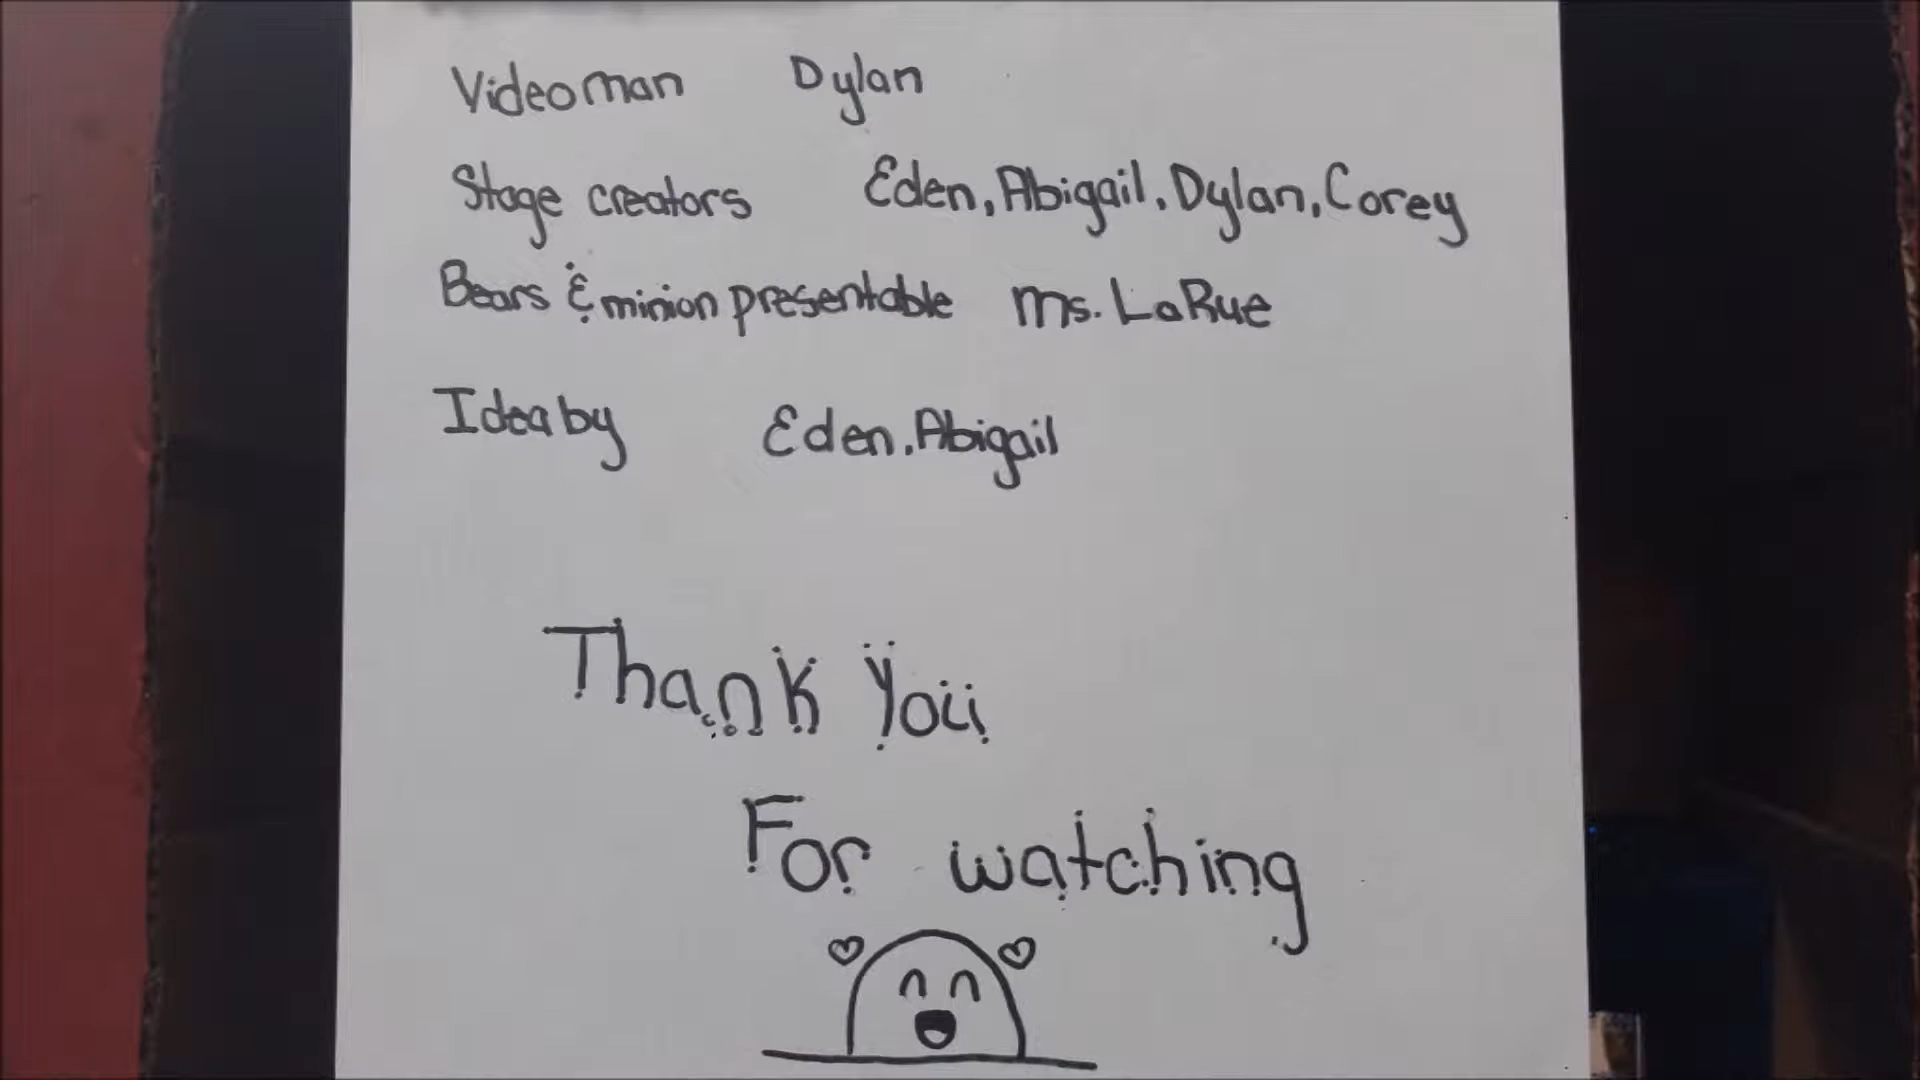 Videoman Dylan
Stage creators Eden, Abigail, Dylan, Corey
Bears & minion presentable Ms. LaRue
Idea by Eden, Abigail
Thank You
For watching